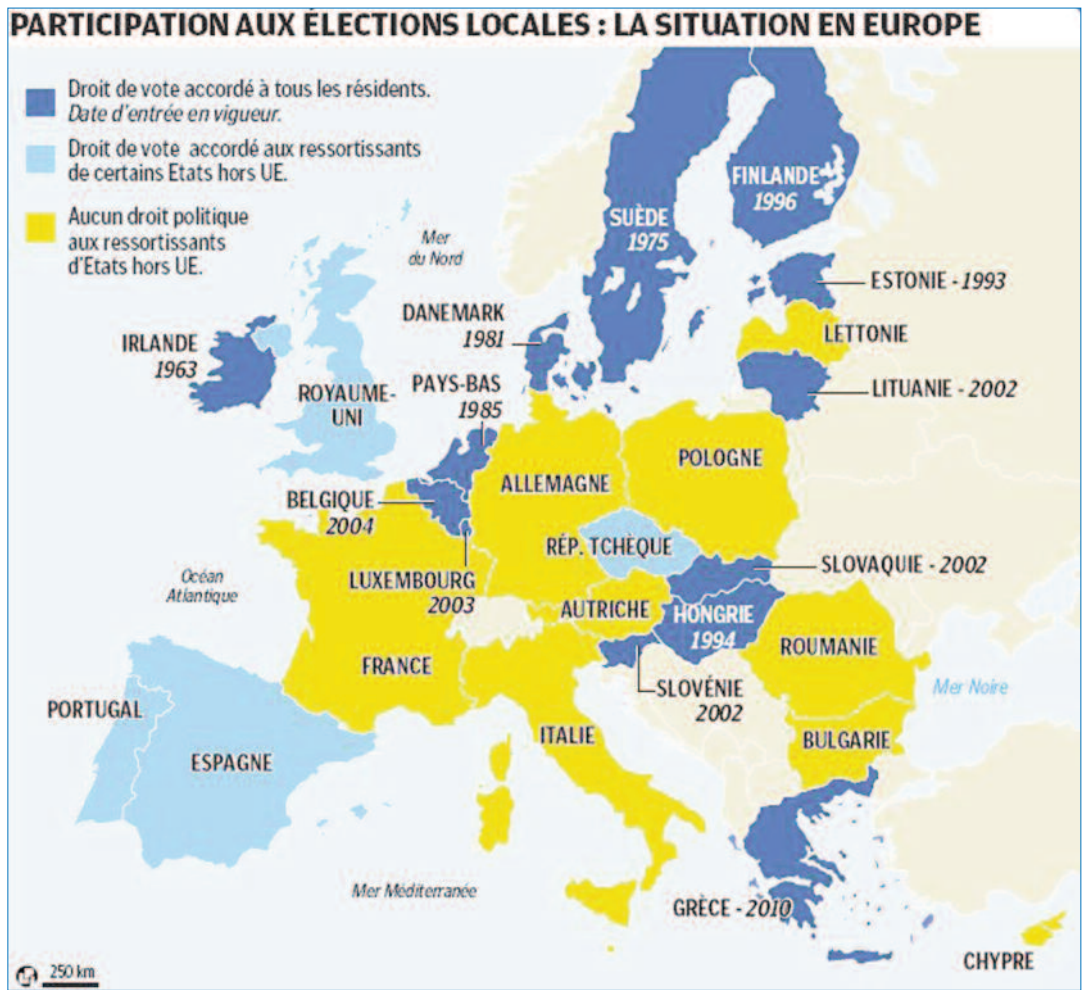 PARTICIPATION AUX ÉLECTIONS LOCALES : LA SITUATION EN EUROPE
Droit de vote accordé à tous les résidents.
Date d'entrée en vigueur.
Droit de vote accordé aux ressortissants
de certains Etats hors UE.
Aucun droit politique
aux ressortissants
d'Etats hors UE.
FINLANDE
1996
SUÈDE
1975
Mer
du Nord
ESTONIE - 1993
DANEMARK
1981
LETTONIE
IRLANDE
1963
PAYS-BAS
1985
LITUANIE - 2002
ROYAUME-
UNI
POLOGNE
ALLEMAGNE
BELGIQUE
2004
RÉP. TCHÈQUE
SLOVAQUIE - 2002
Océan
Atlantique
LUXEMBOURG
2003
AUTRICHE
HONGRIE
1994
ROUMANIE
FRANCE
SLOVÉNIE
2002
Mer Noire
PORTUGAL
ITALIE
BULGARIE
ESPAGNE
Mer Méditerranée
GRÈCE - 2010
CHYPRE
250 km